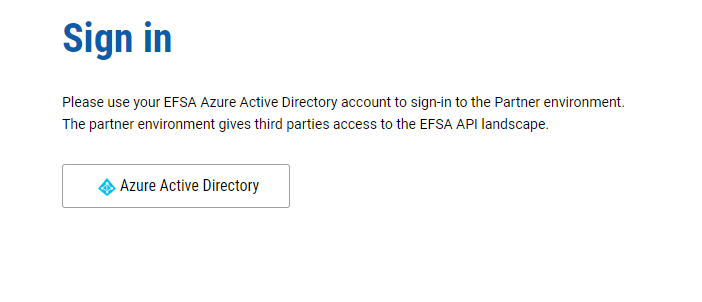 Sign in
Please use your EFSA Azure Active Directory account to sign-in to the Partner environment.
The partner environment gives third parties access to the EFSA API landscape.
Azure Active Directory